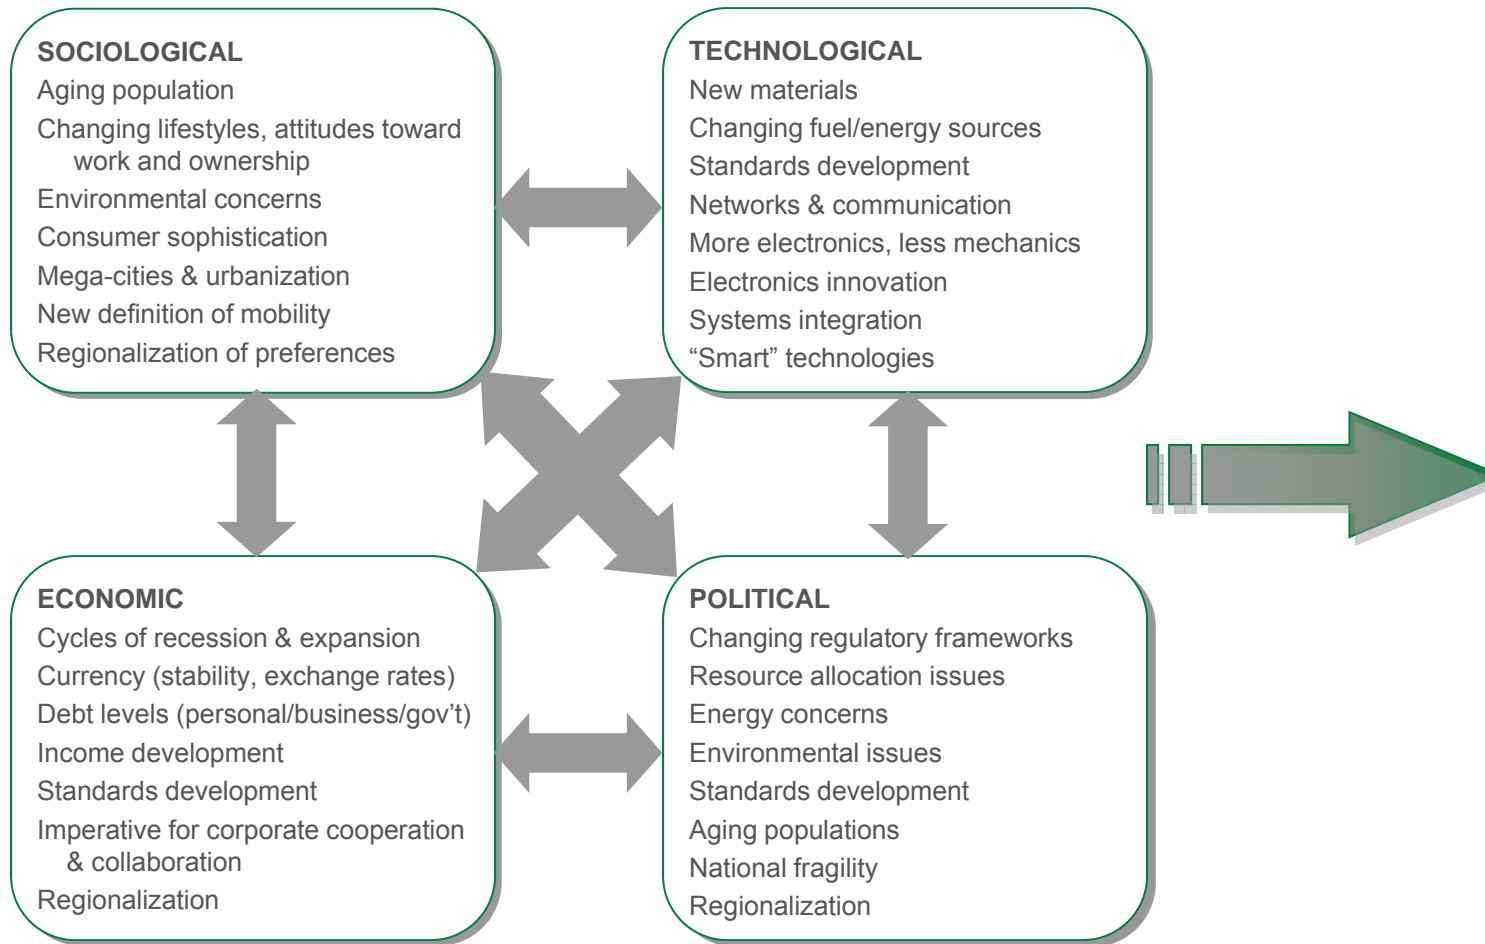 SOCIOLOGICAL
Aging population
Changing lifestyles, attitudes toward
work and ownership
Environmental concerns
Consumer sophistication
Mega-cities & urbanization
New definition of mobility
Regionalization of preferences
TECHNOLOGICAL
New materials
Changing fuel/energy sources
Standards development
Networks & communication
More electronics, less mechanics
Electronics innovation
Systems integration
“Smart” technologies
ECONOMIC
Cycles of recession & expansion
Currency (stability, exchange rates)
Debt levels (personal/business/gov’t)
Income development
Standards development
Imperative for corporate cooperation
& collaboration
Regionalization
POLITICAL
Changing regulatory frameworks
Resource allocation issues
Energy concerns
Environmental issues
Standards development
Aging populations
National fragility
Regionalization